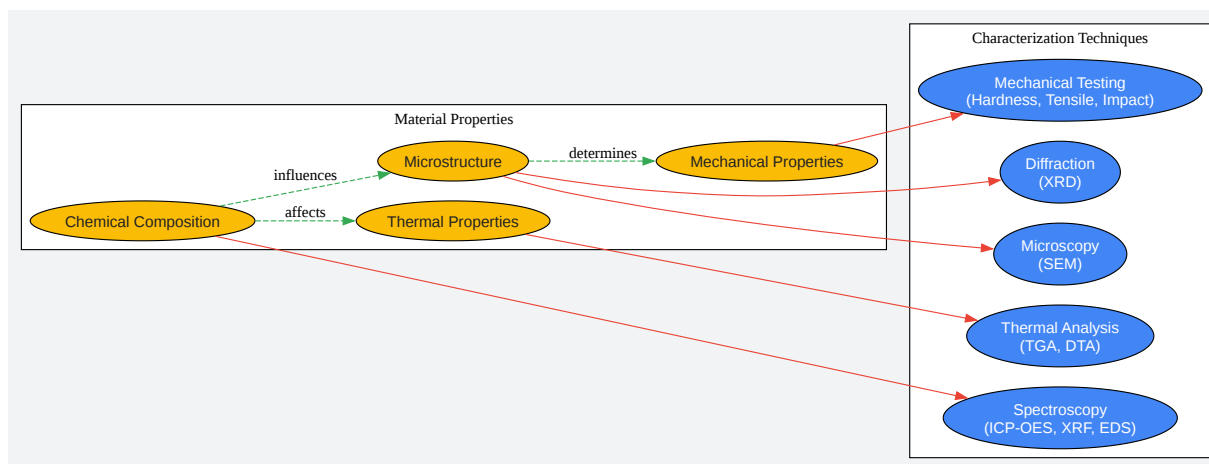 Characterization Techniques
Mechanical Testing
(Hardness, Tensile, Impact)
Material Properties
Microstructure
determines
Mechanical Properties
Diffraction
(XRD)
influences
Chemical Composition
affects
Thermal Properties
Microscopy
(SEM)
Thermal Analysis
(TGA, DTA)
Spectroscopy
(ICP-OES, XRF, EDS)